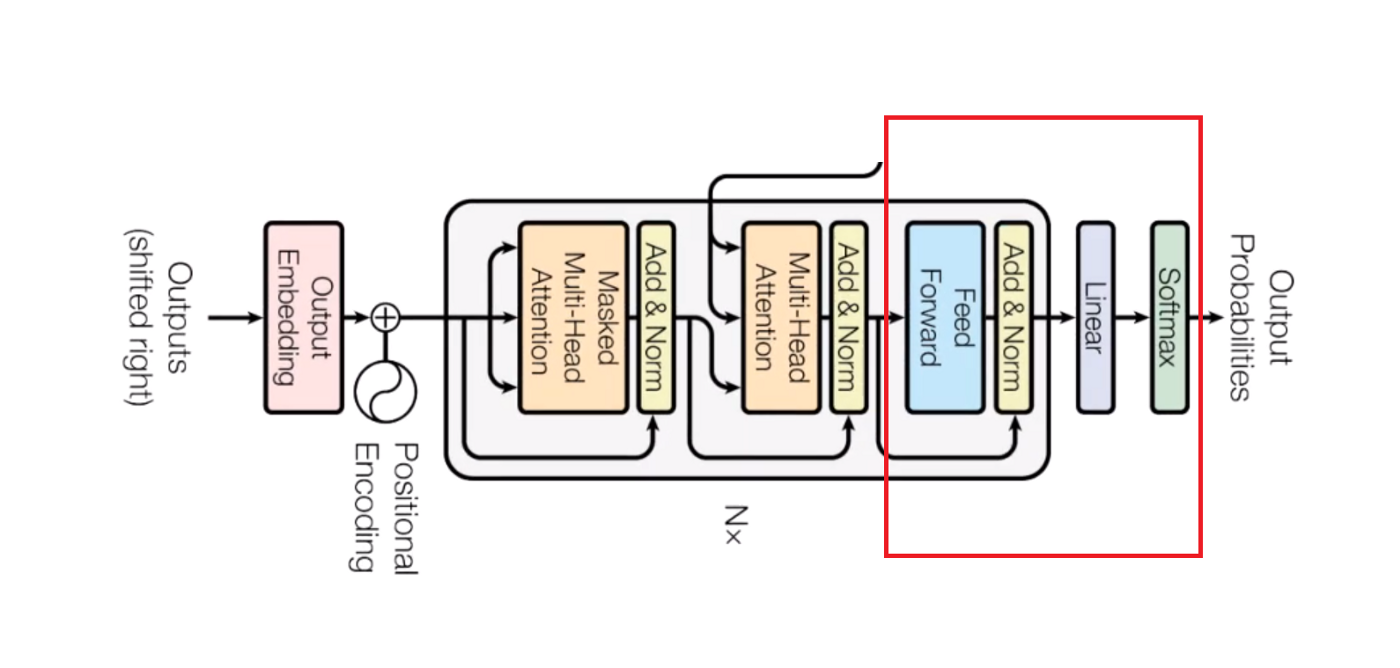 Outputs
(shifted right)
Output
Embedding
Positional
Encoding
Masked
Multi-Head
Attention
Add & Norm
Multi-Head
Attention
Add & Norm
Nx
Feed
Forward
Add & Norm
Linear
Softmax
Output
Probabilities